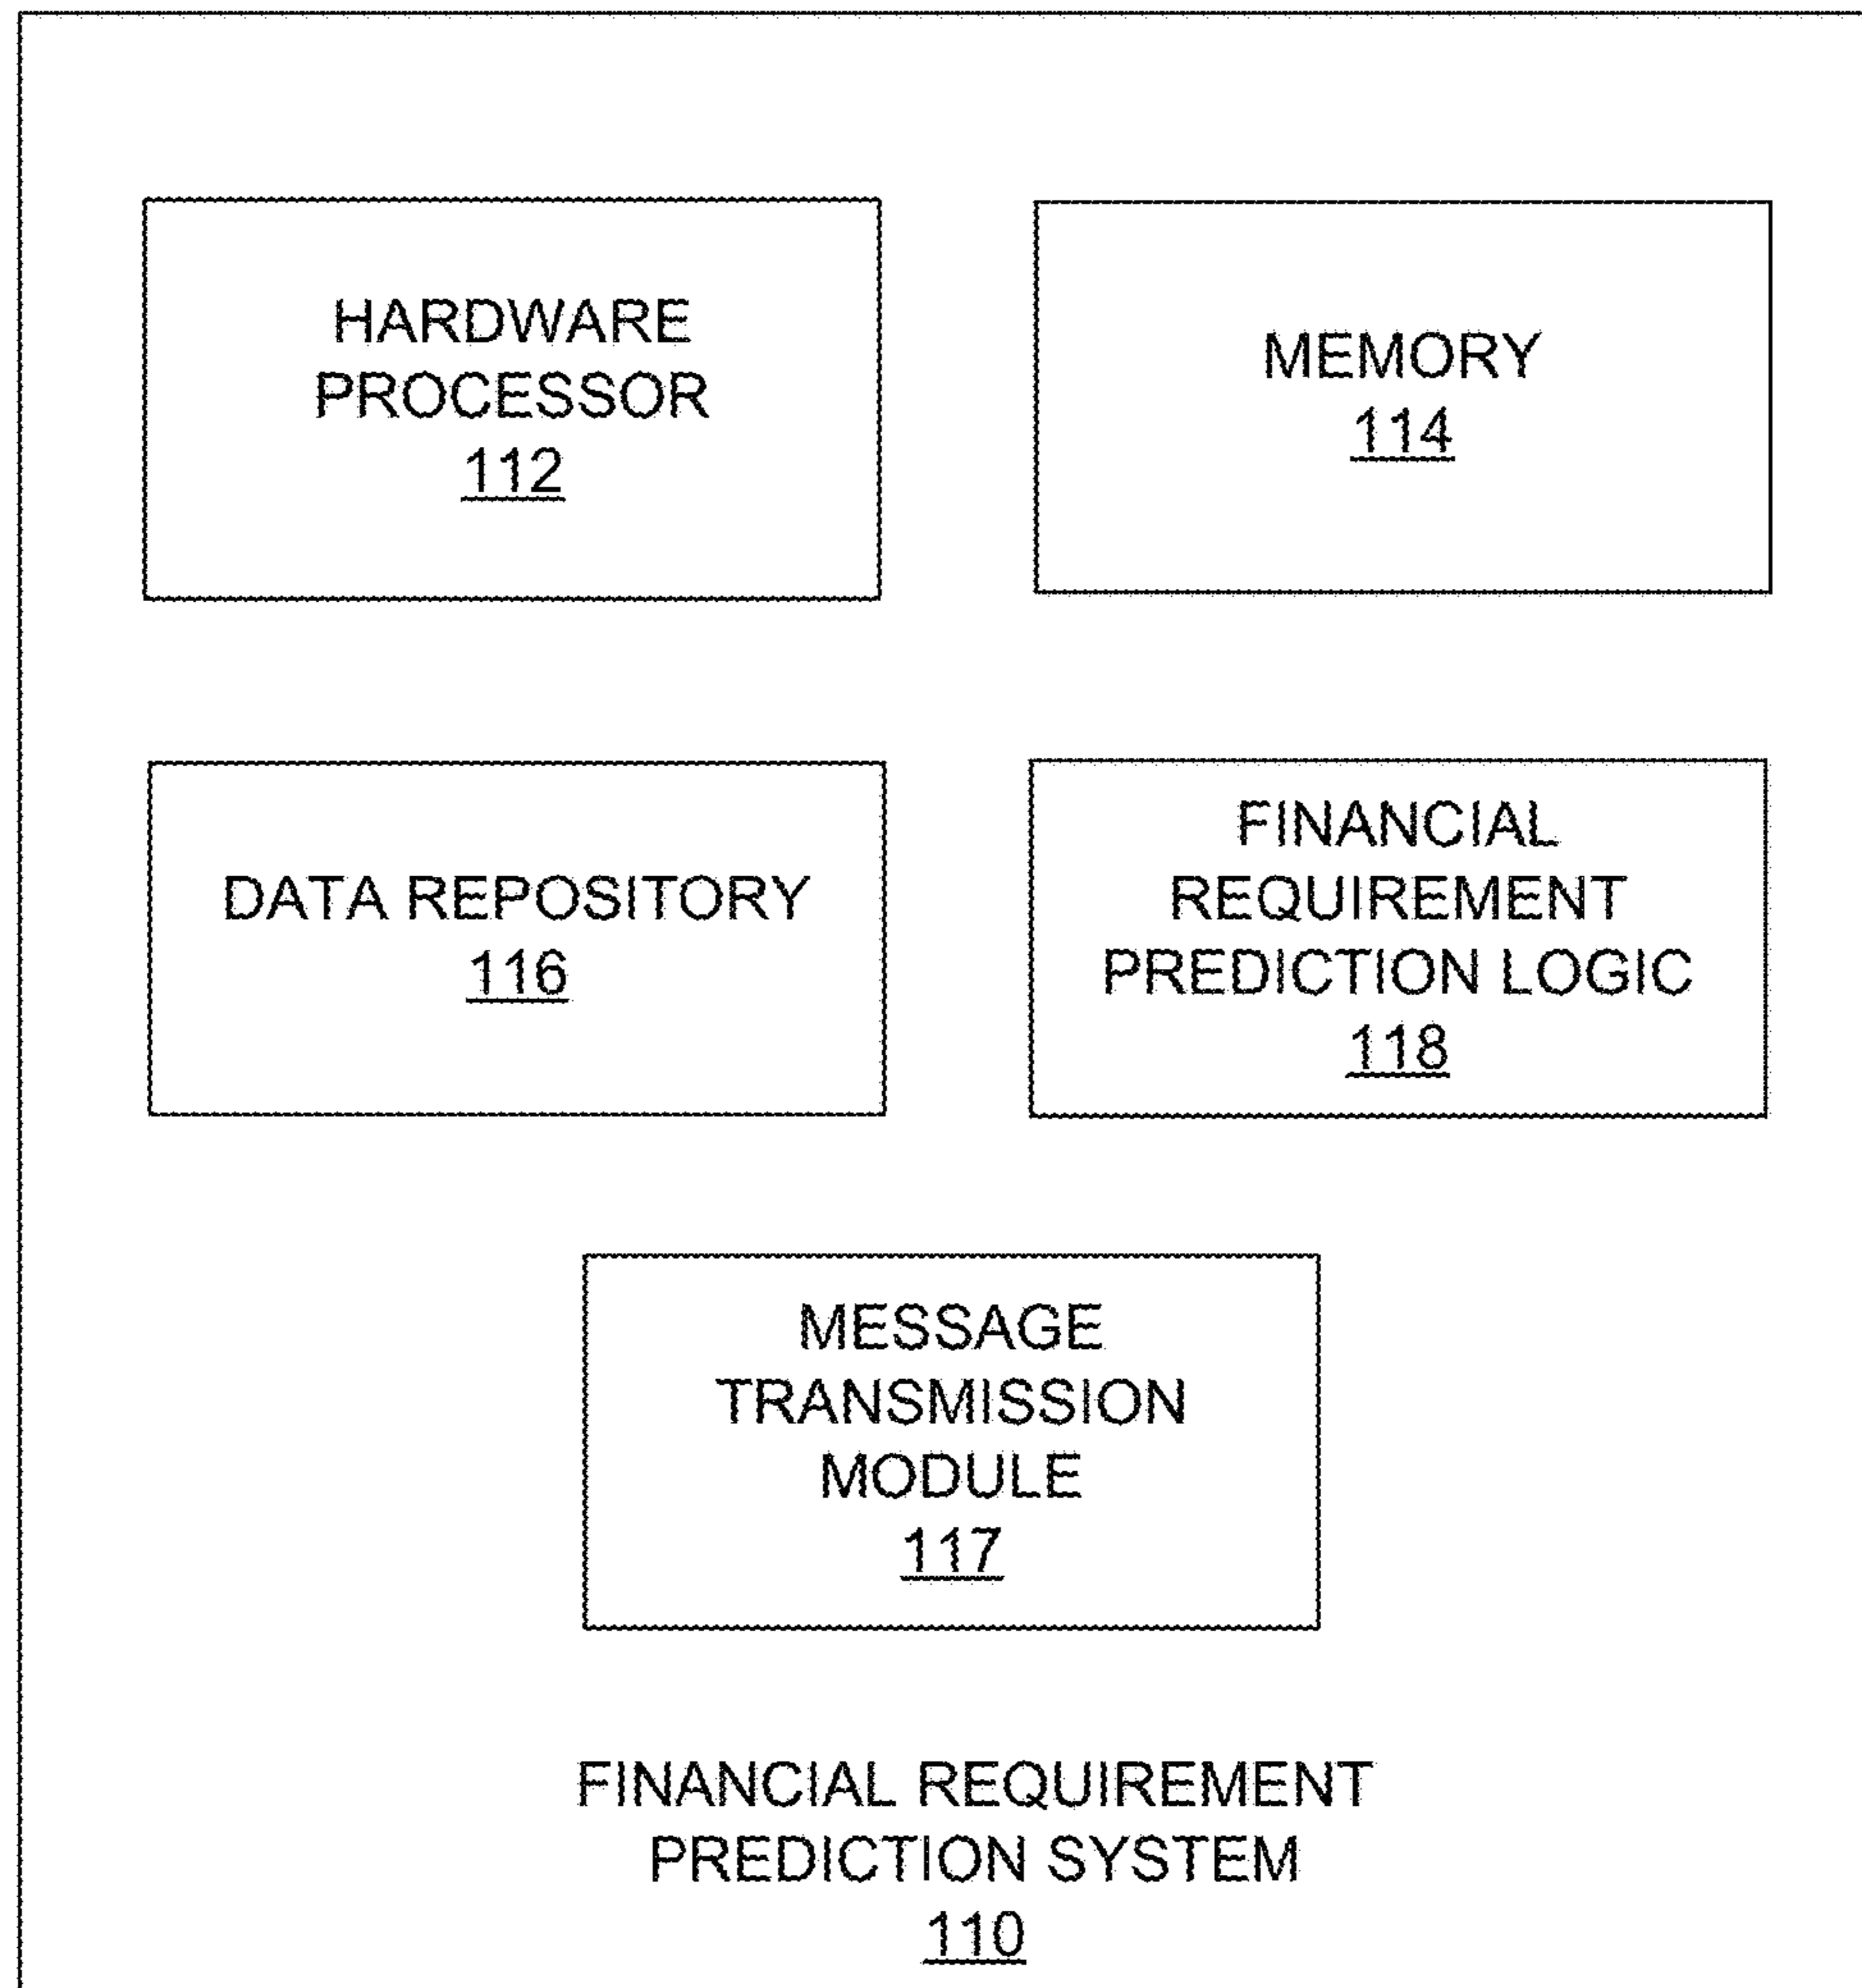 HARDWARE
PROCESSOR
112
MEMORY
114
DATA REPOSITORY
116
FINANCIAL
REQUIREMENT
PREDICTION LOGIC
118
MESSAGE
TRANSMISSION
MODULE
117
FINANCIAL REQUIREMENT
PREDICTION SYSTEM
110